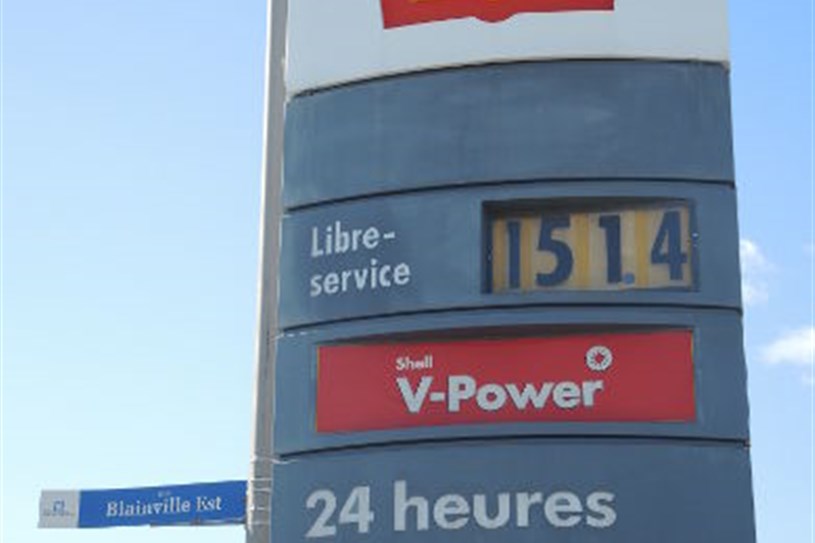 Libre-
service
151.4
Shell
V-Power
24 heures
Blainville Est